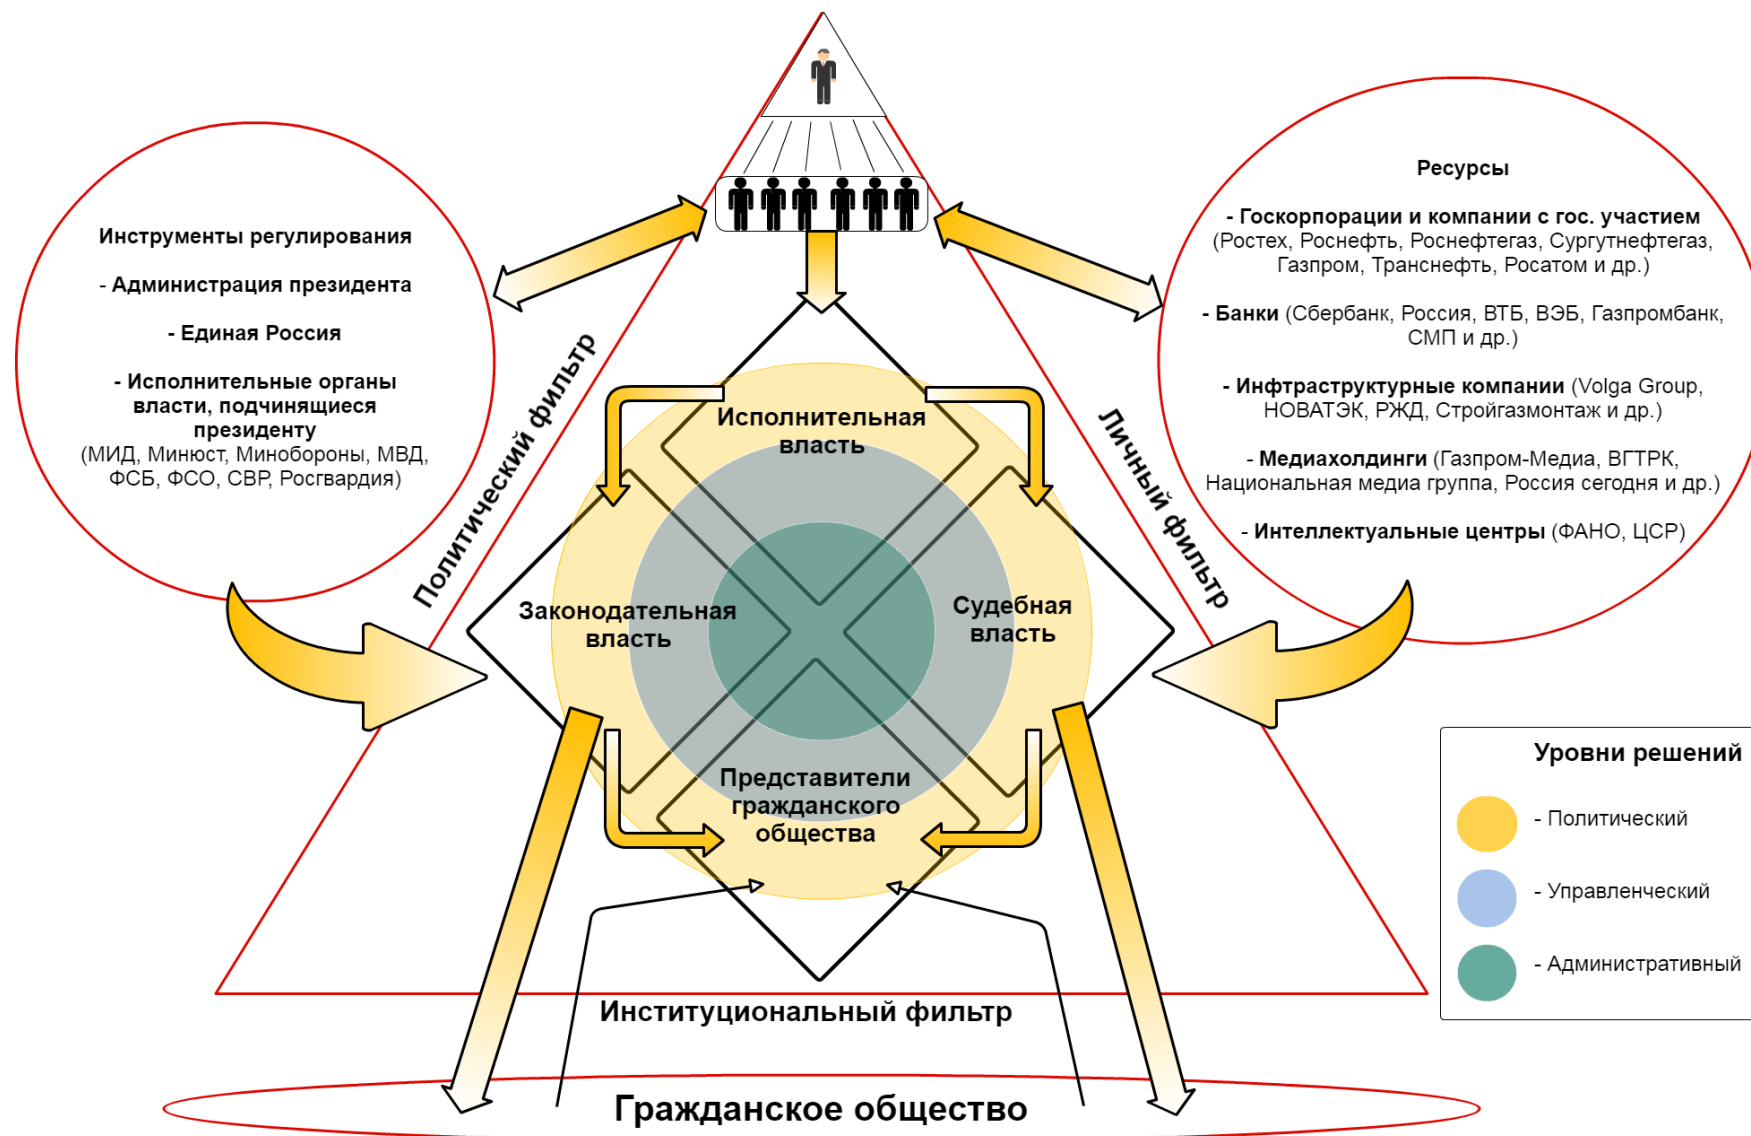 Инструменты регулирования
- Администрация президента
- Единая Россия
- Исполнительные органы
власти, подчинящиеся
президенту
(МИД, Минюст, Минобороны, МВД,
ФСБ, ФСО, СВР, Росгвардия)
Ресурсы
- Госкорпорации и компании с гос. участием
(Ростех, Роснефть, Роснефтегаз, Сургутнефтегаз,
Газпром, Транснефть, Росатом и др.)
- Банки (Сбербанк, Россия, ВТБ, ВЭБ, Газпромбанк,
СМП и др.)
- Инфтраструктурные компании (Volga Group,
НОВАТЭК, РЖД, Стройгазмонтаж и др.)
- Медиахолдинги (Газпром-Медиа, ВГТРК,
Национальная медиа группа, Россия сегодня и др.)
- Интеллектуальные центры (ФАНО, ЦСР)
Политический фильтр
Личный фильтр
Исполнительная
власть
Законодательная
власть
Судебная
власть
Представители
гражданского
общества
Институциональный фильтр
Гражданское общество
Уровни решений
- Политический
- Управленческий
- Административный